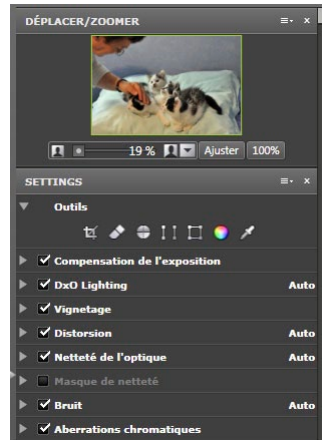 DÉPLACER/ZOOMER
19 % Ajuster 100%
SETTINGS
Outils
Compensation de l'exposition
DxO Lighting Auto
Vignetage
Distorsion Auto
Netteté de l'optique Auto
Masque de netteté
Bruit Auto
Aberrations chromatiques